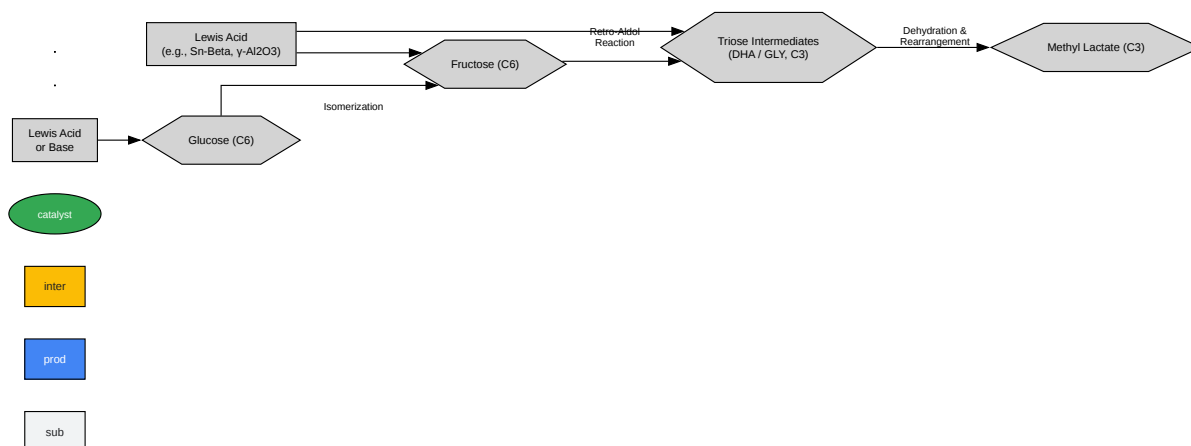 Lewis Acid
(e.g., Sn-Beta, γ-Al2O3)
Retro-Aldol
Reaction
Triose Intermediates
(DHA / GLY, C3)
Dehydration &
Rearrangement
Methyl Lactate (C3)
Fructose (C6)
Isomerization
Lewis Acid
or Base
Glucose (C6)
catalyst
inter
prod
sub